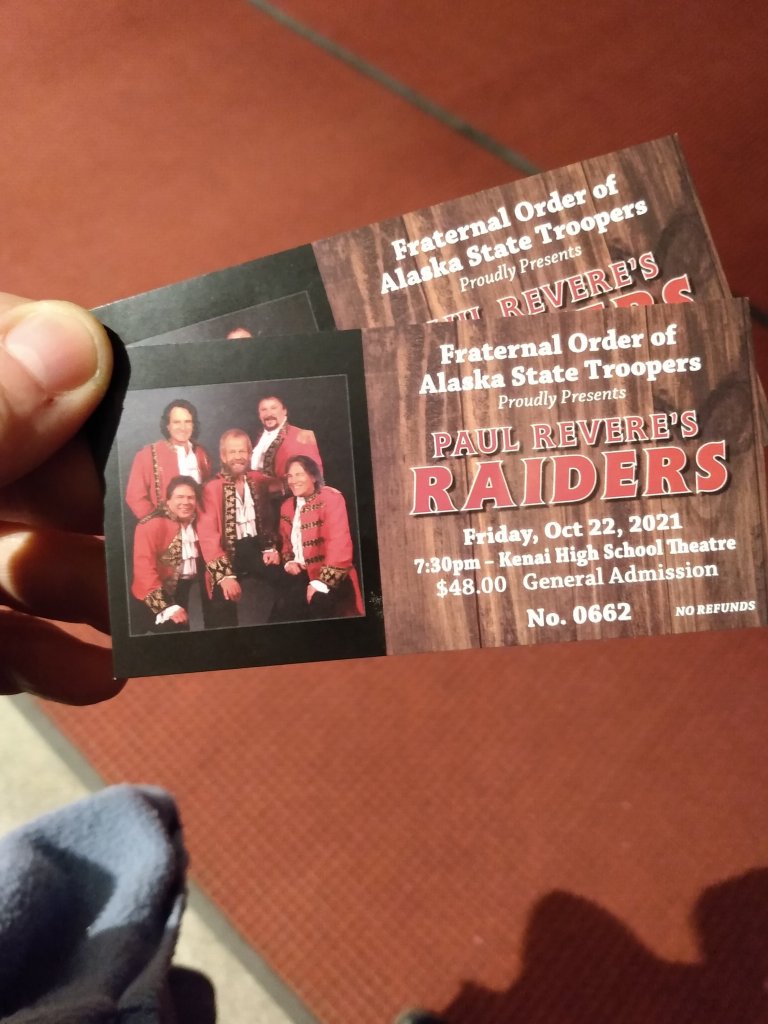 Fraternal Order of
Alaska State Troopers
Proudly Presents
REVERE'S
Fraternal Order of
Alaska State Troopers
Proudly Presents
PAUL REVERE'S
RAIDERS
Friday, Oct 22, 2021
7:30pm – Kenai High School Theatre
$48.00 General Admission
No. 0662 NO REFUNDS